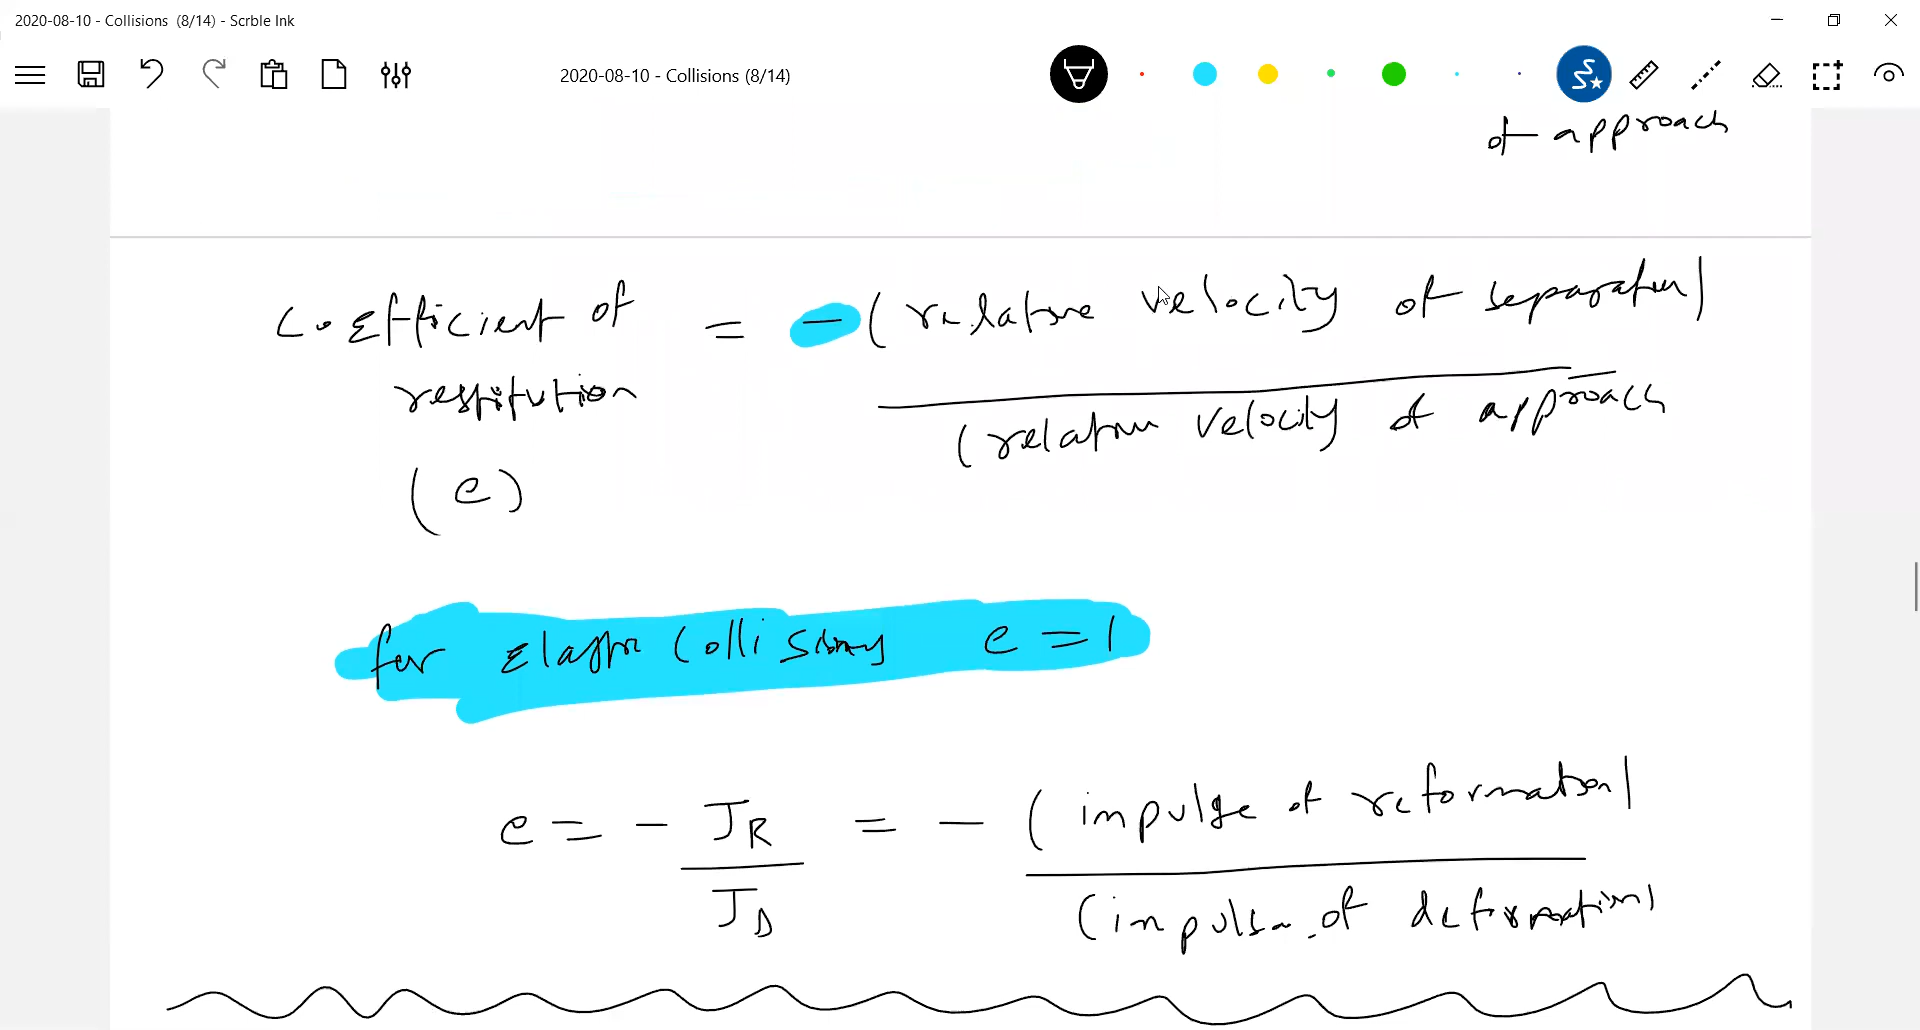 2020-08-10 - Collisions (8/14) - Scrble Ink
2020-08-10 - Collisions (8/14)
of approach
Coefficient of restitution (e) = - (relative velocity of separation)
(relative velocity of approach
for Elastic Collisions e = 1
e = - J_R / J_D = - (impulse of reformation)
(impulse of deformation)